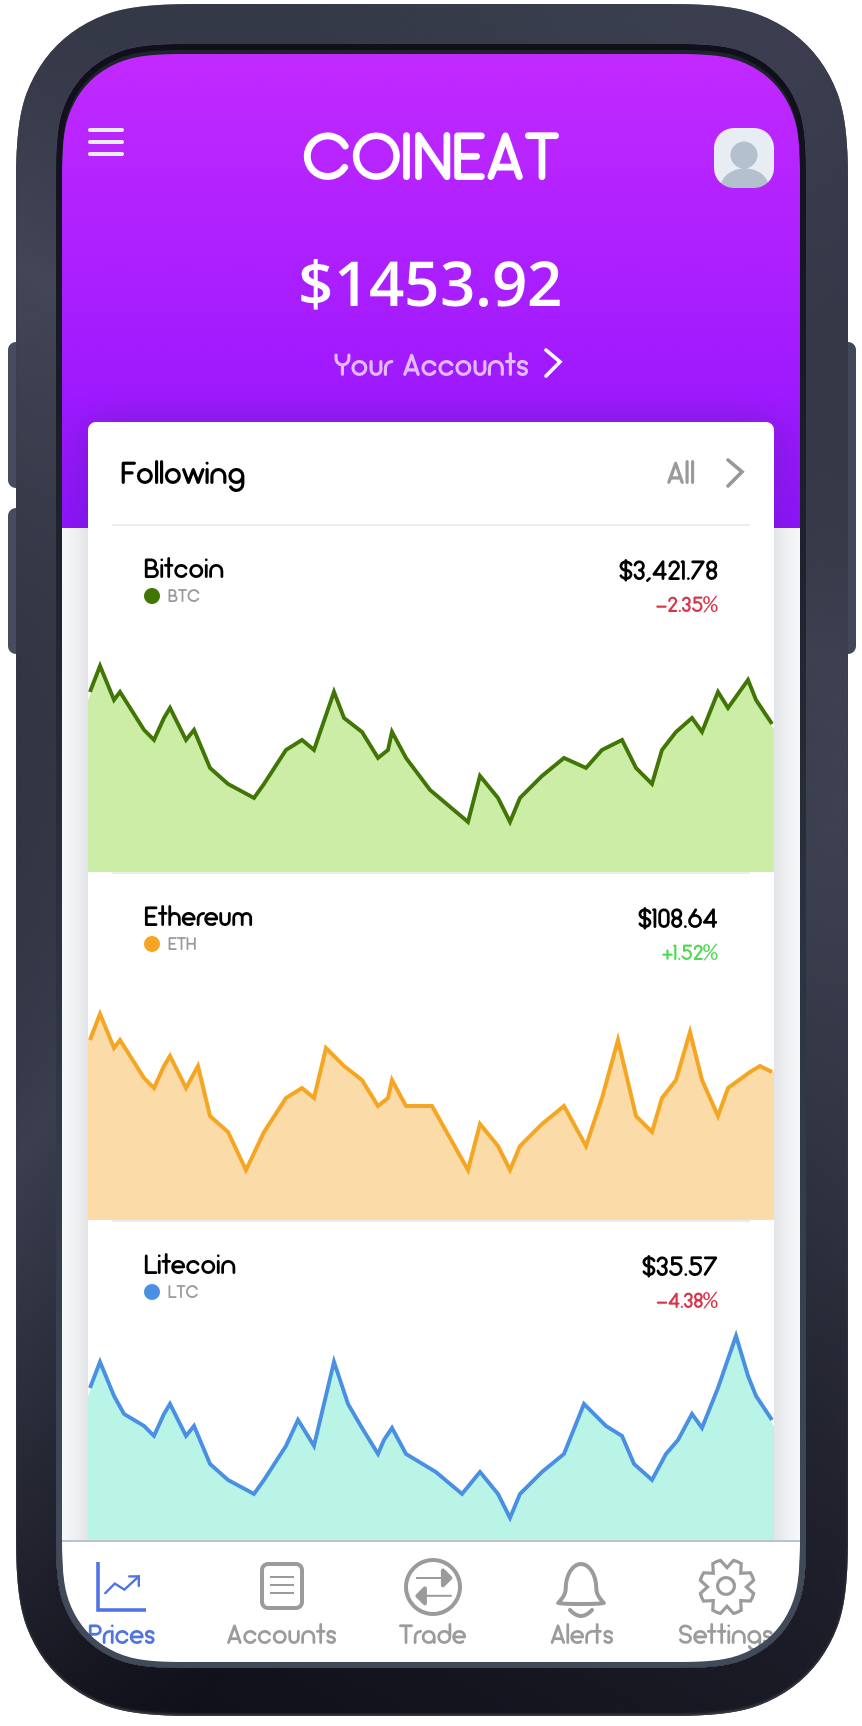 COINEAT
$1453.92
Your Accounts
Following All
Bitcoin $3,421.78
BTC -2.35%
Ethereum $108.64
ETH +1.52%
Litecoin $35.57
LTC -4.38%
Prices Accounts Trade Alerts Settings